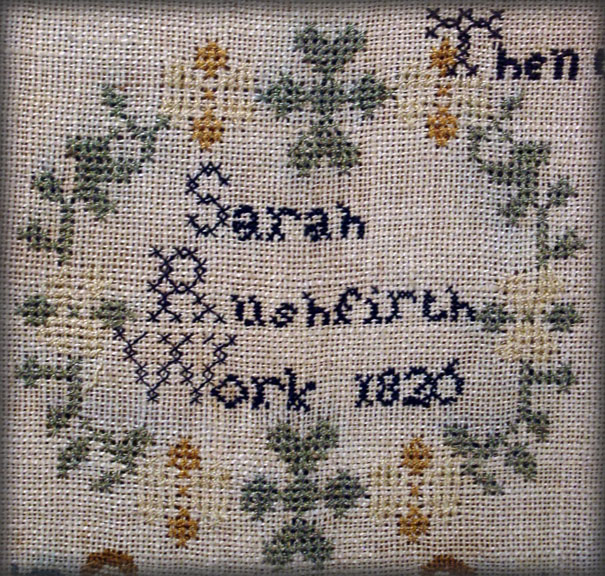 Then
Sarah
Rushfirth
Work 1826